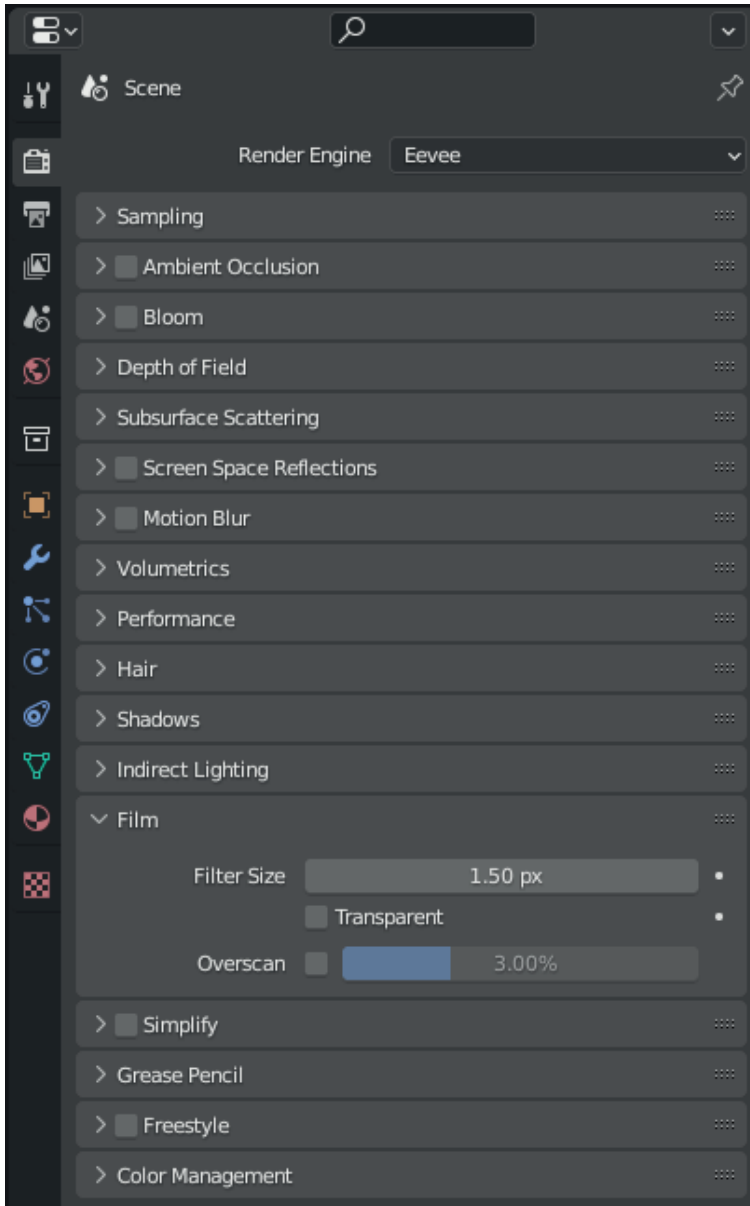 Scene
Render Engine Eevee
Sampling
Ambient Occlusion
Bloom
Depth of Field
Subsurface Scattering
Screen Space Reflections
Motion Blur
Volumetrics
Performance
Hair
Shadows
Indirect Lighting
Film
Filter Size 1.50 px
Transparent
Overscan 3.00%
Simplify
Grease Pencil
Freestyle
Color Management